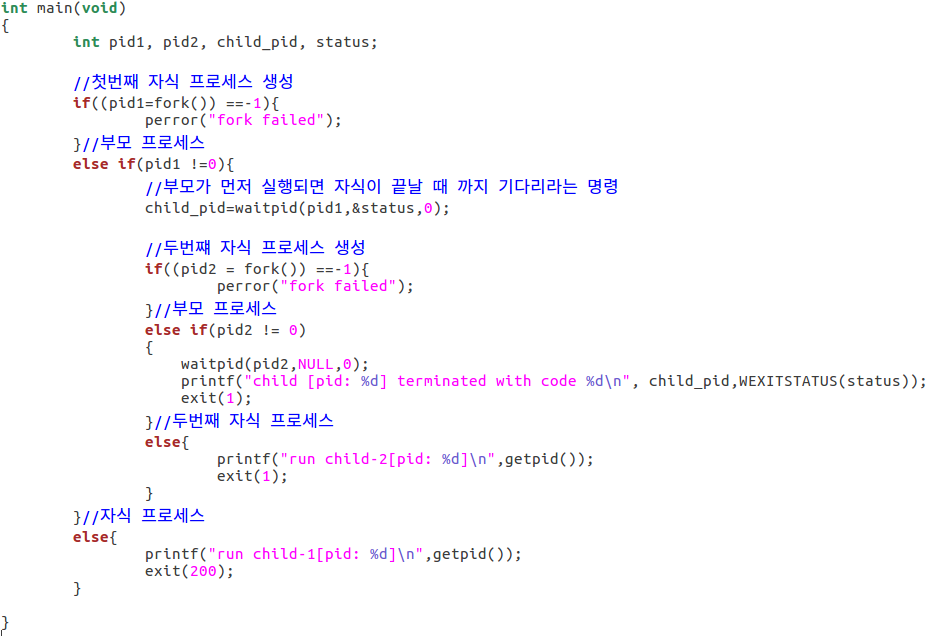 int main(void)
{
        int pid1, pid2, child_pid, status;

        //첫번째 자식 프로세스 생성
        if((pid1=fork()) ==-1){
                perror("fork failed");
        }//부모 프로세스
        else if(pid1 !=0){
                //부모가 먼저 실행되면 자식이 끝날 때 까지 기다리라는 명령
                child_pid=waitpid(pid1,&status,0);

                //두번째 자식 프로세스 생성
                if((pid2 = fork()) ==-1){
                        perror("fork failed");
                }//부모 프로세스
                else if(pid2 != 0)
                {
                    waitpid(pid2,NULL,0);
                    printf("child [pid: %d] terminated with code %d\n", child_pid,WEXITSTATUS(status));
                    exit(1);
                }//두번째 자식 프로세스
                else{
                        printf("run child-2[pid: %d]\n",getpid());
                        exit(1);
                }
        }//자식 프로세스
        else{
                printf("run child-1[pid: %d]\n",getpid());
                exit(200);
        }

}